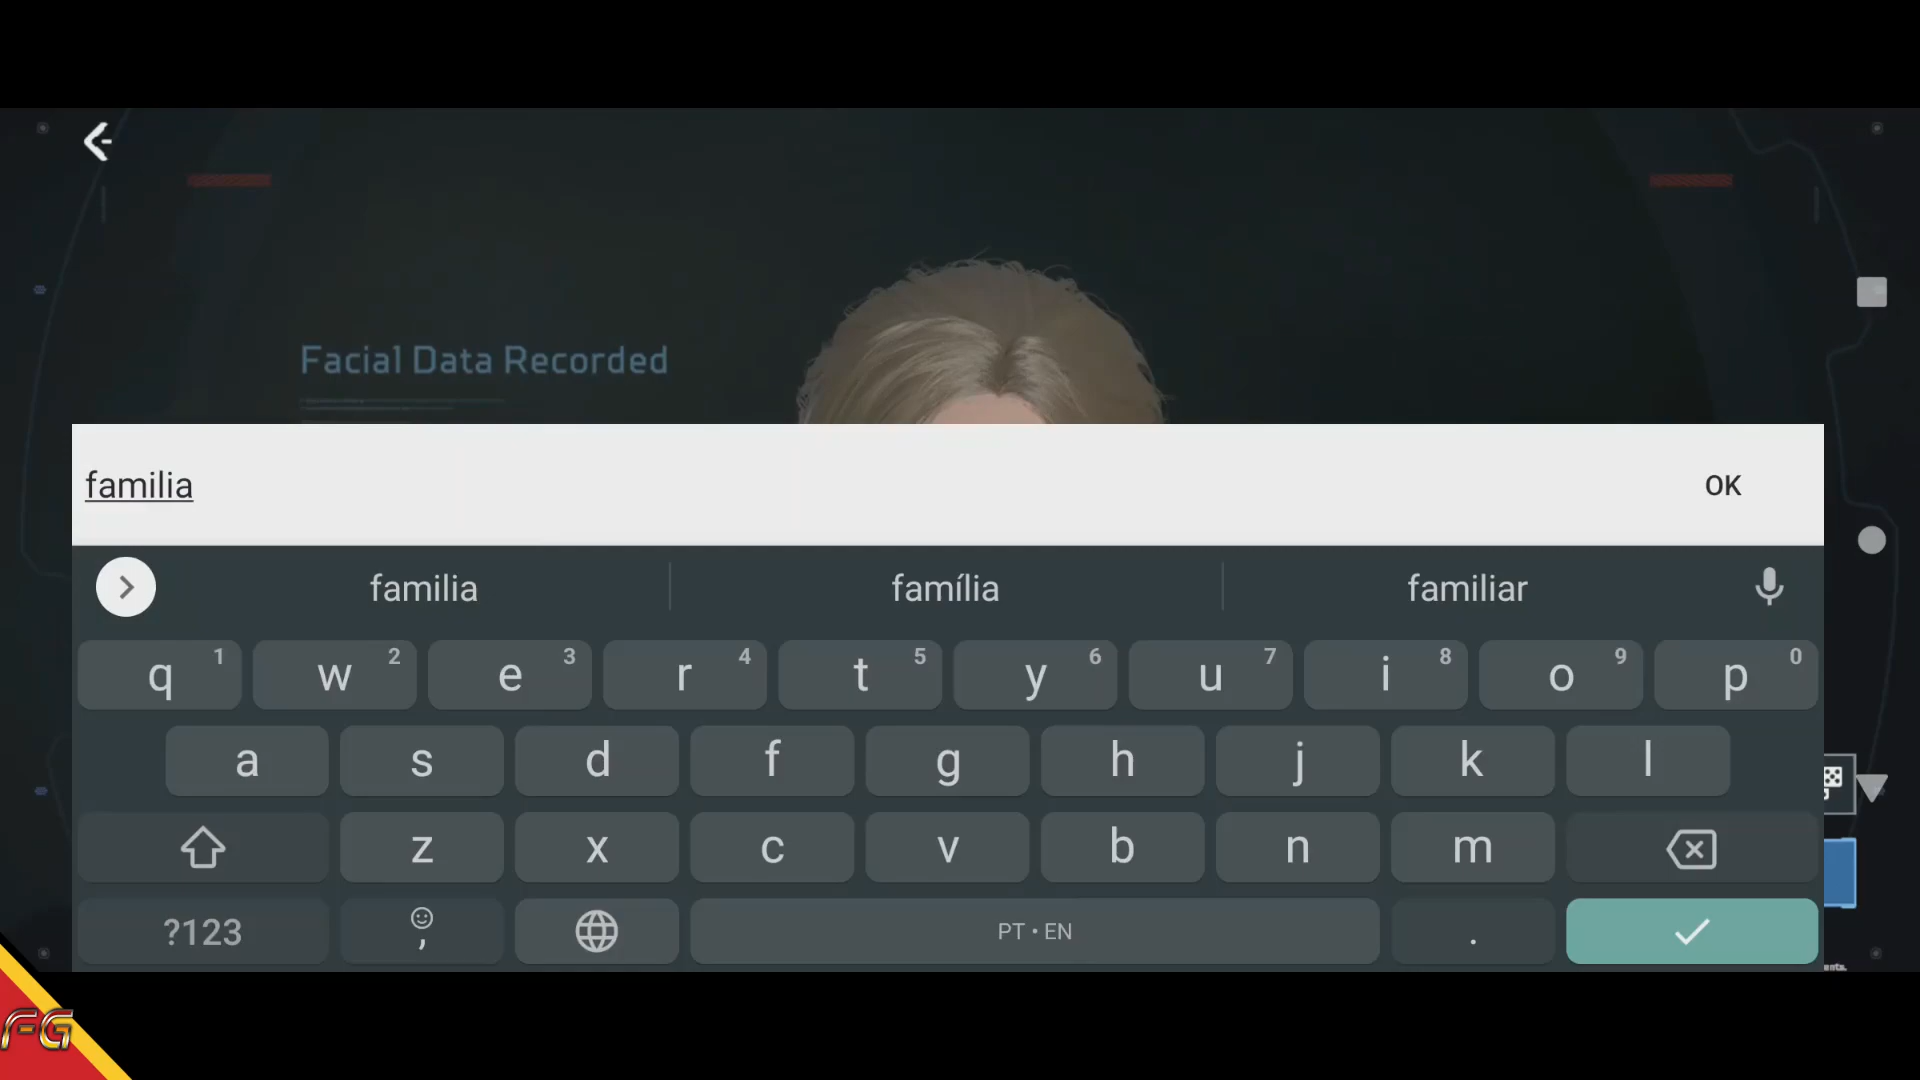 Facial Data Recorded
familia
OK
familia família familiar
q 1 w 2 e 3 r 4 t 5 y 6 u 7 i 8 o 9 p 0
a s d f g h j k l
z x c v b n m
?123 , PT • EN .
FG